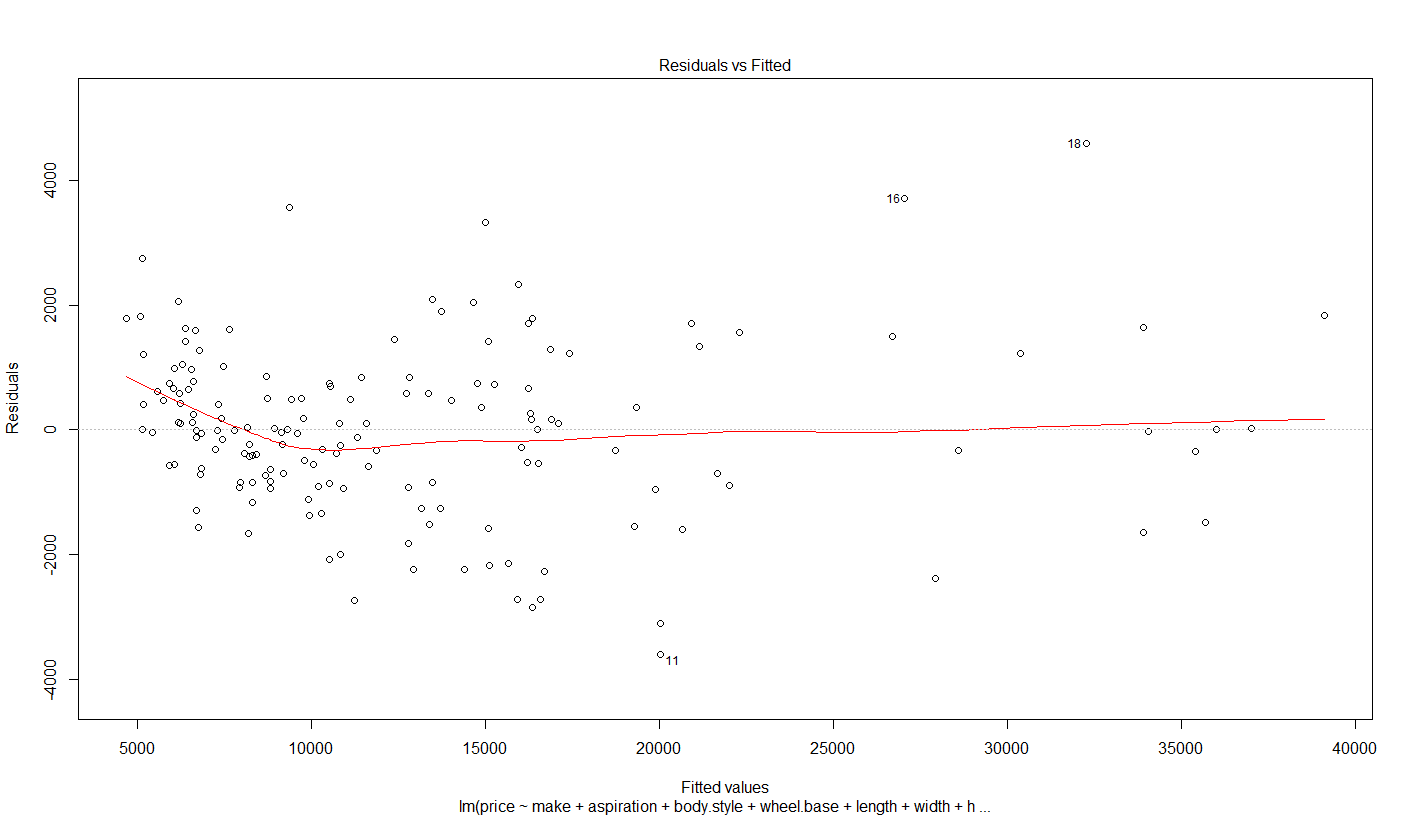 Residuals vs Fitted
Residuals
4000
2000
0
-2000
-4000
18
16
11
5000 10000 15000 20000 25000 30000 35000 40000
Fitted values
lm(price ~ make + aspiration + body.style + wheel.base + length + width + h ...